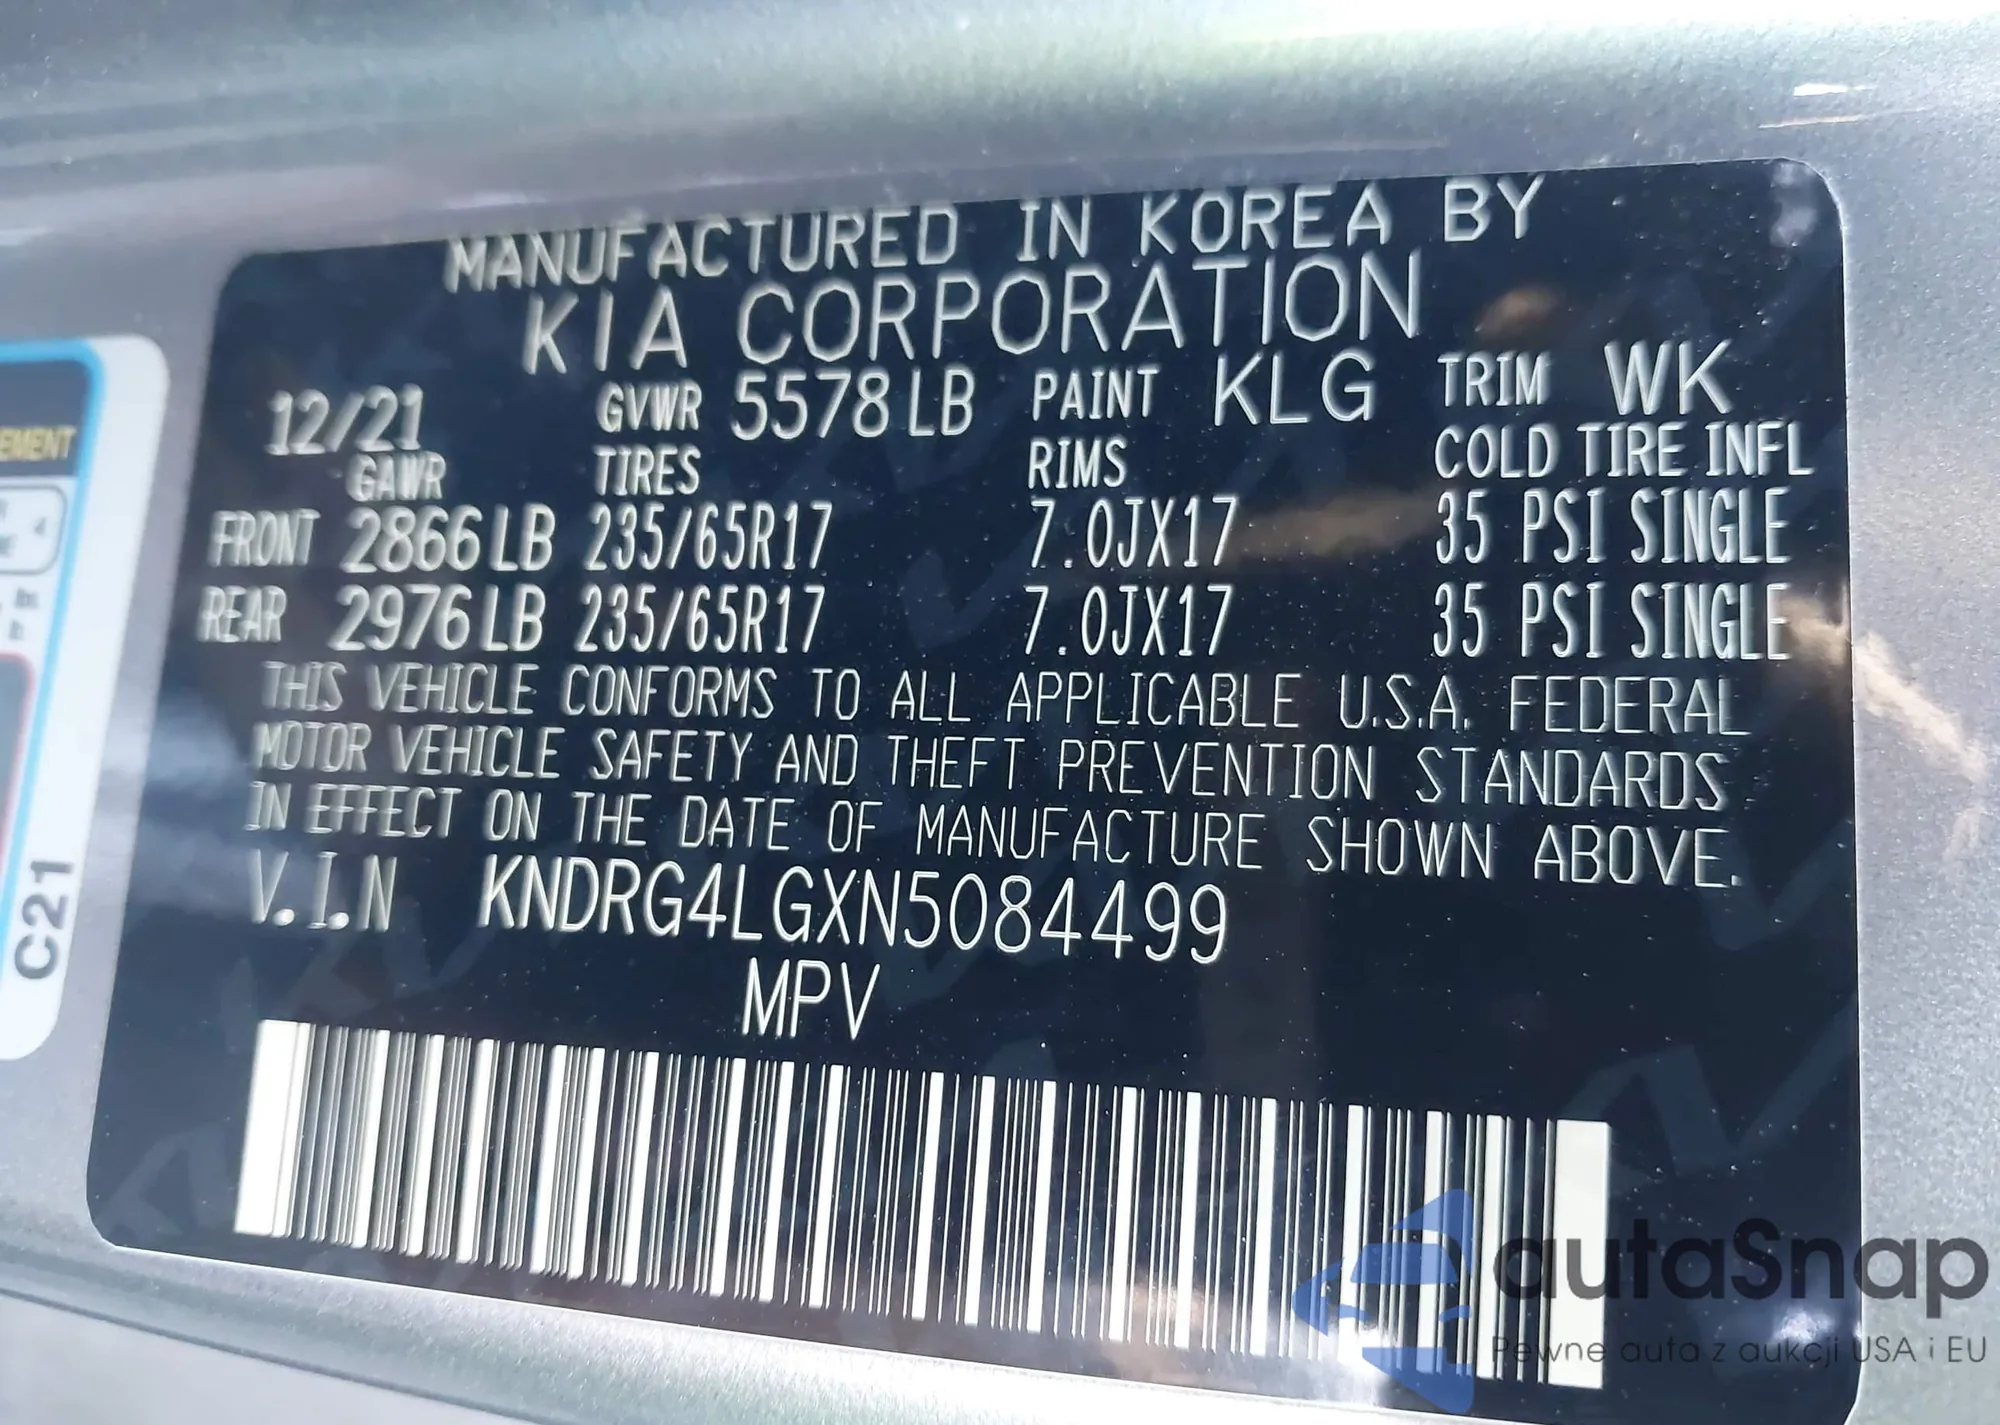 MANUFACTURED IN KOREA BY
KIA CORPORATION
12/21 GVWR 5578LB PAINT KLG TRIM WK
GAWR TIRES RIMS COLD TIRE INFL
FRONT 2866LB 235/65R17 7.0JX17 35 PSI SINGLE
REAR 2976LB 235/65R17 7.0JX17 35 PSI SINGLE
THIS VEHICLE CONFORMS TO ALL APPLICABLE U.S.A. FEDERAL
MOTOR VEHICLE SAFETY AND THEFT PREVENTION STANDARDS
IN EFFECT ON THE DATE OF MANUFACTURE SHOWN ABOVE.
V.I.N KNDRG4LGXN5084499
MPV
EMENT
4
C21
autaSnap
Pewne auta z aukcji USA i EU